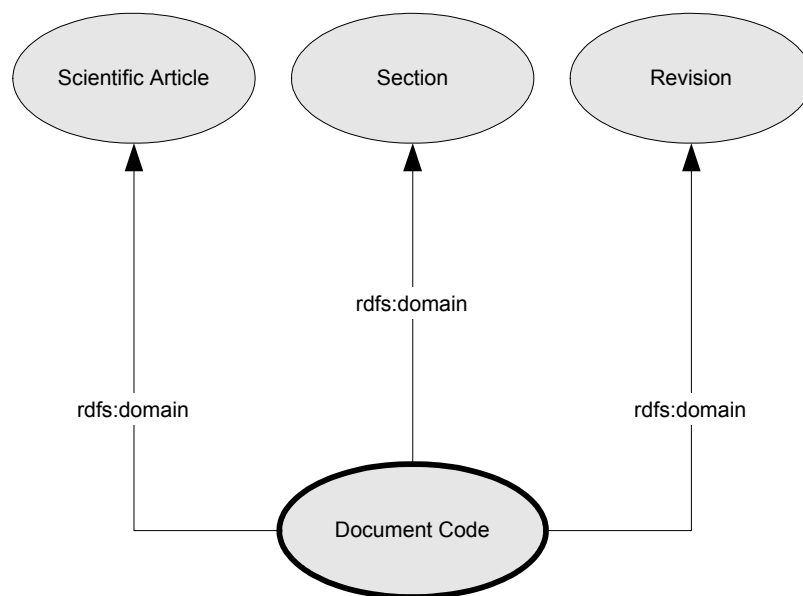 Scientific Article
Section
Revision
rdfs:domain
rdfs:domain
rdfs:domain
Document Code